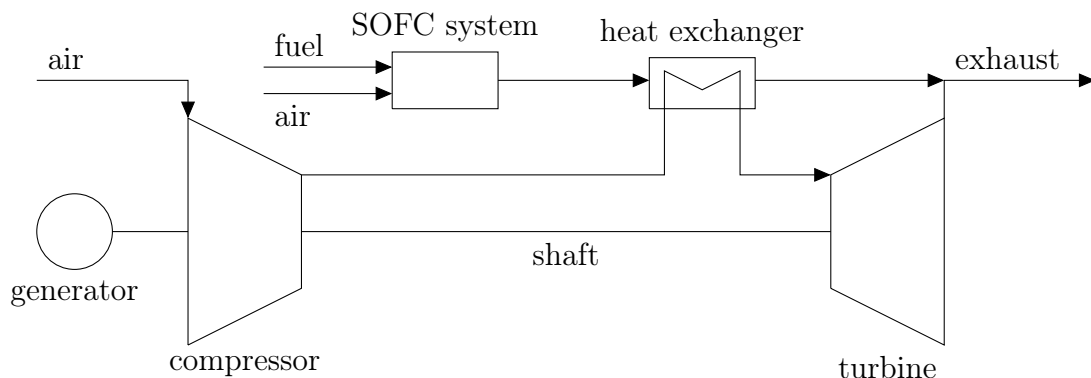 SOFC system
heat exchanger
fuel
air
exhaust
air
shaft
generator
compressor
turbine